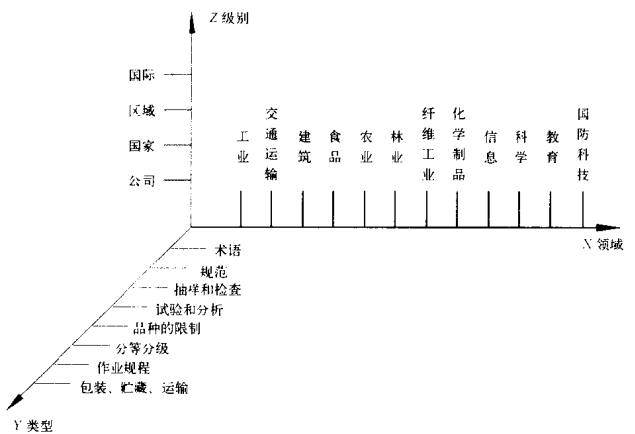 Z 级别
国际
区域
国家
公司
工业
交通运输
建筑
食品
农业
林业
纤维工业
化学制品
信息
科学
教育
国防科技
X 领域
术语
规范
抽样和检查
试验和分析
品种的限制
分等分级
作业规程
包装、贮藏、运输
Y 类型